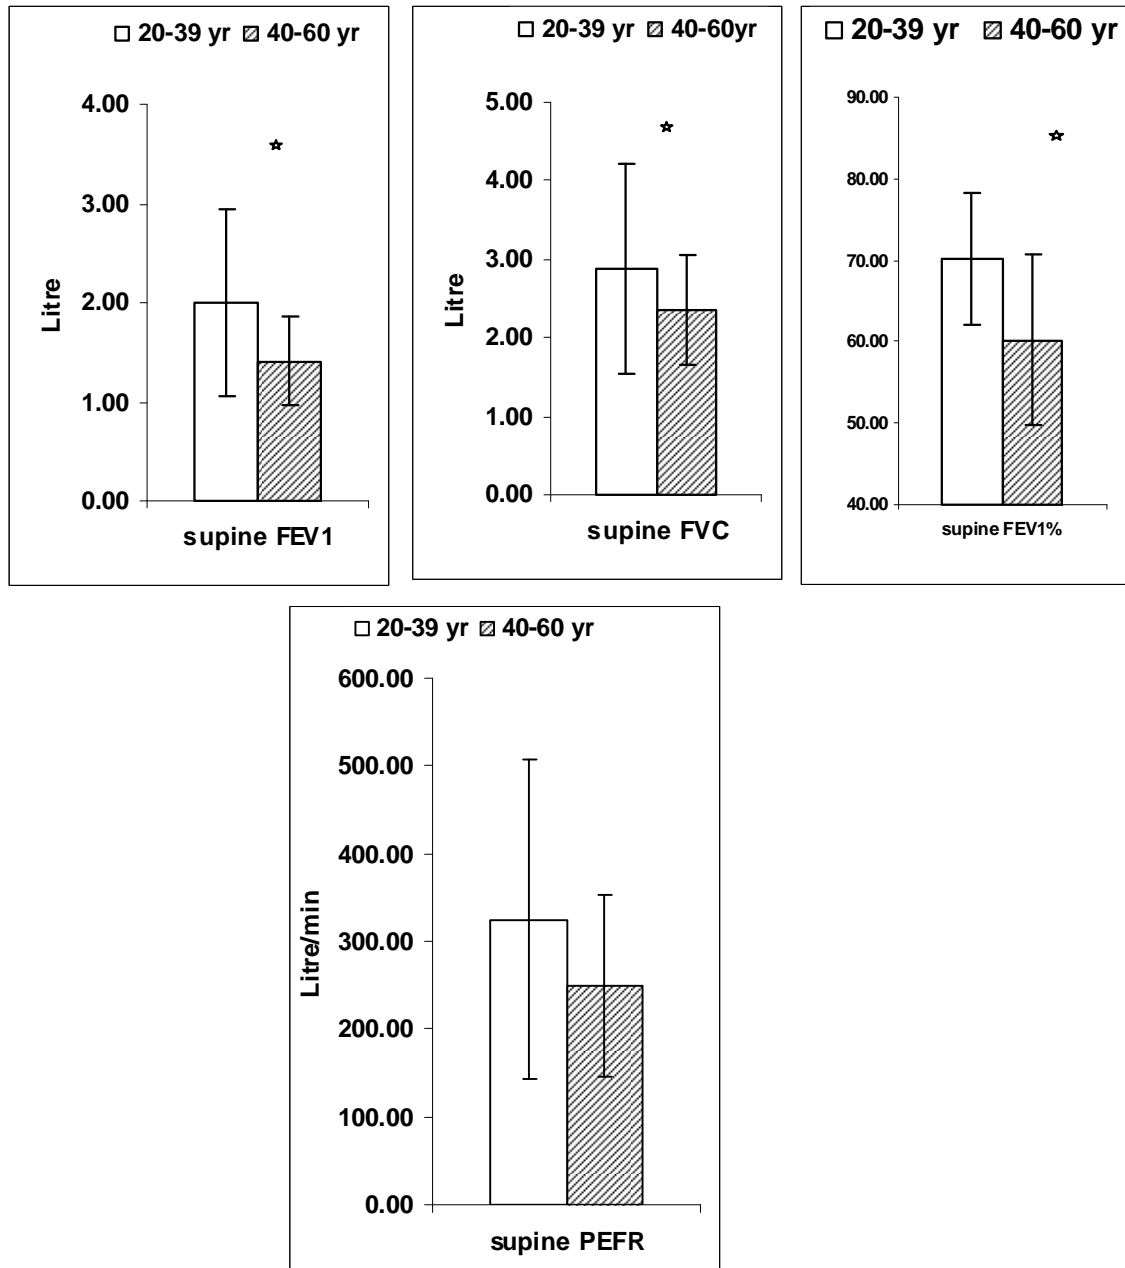 20-39 yr 40-60 yr
4.00
3.00
2.00
1.00
0.00
Litre
supine FEV1
20-39 yr 40-60yr
5.00
4.00
3.00
2.00
1.00
0.00
Litre
supine FVC
20-39 yr 40-60 yr
90.00
80.00
70.00
60.00
50.00
40.00
supine FEV1%
20-39 yr 40-60 yr
600.00
500.00
400.00
300.00
200.00
100.00
0.00
Litre/min
supine PEFR